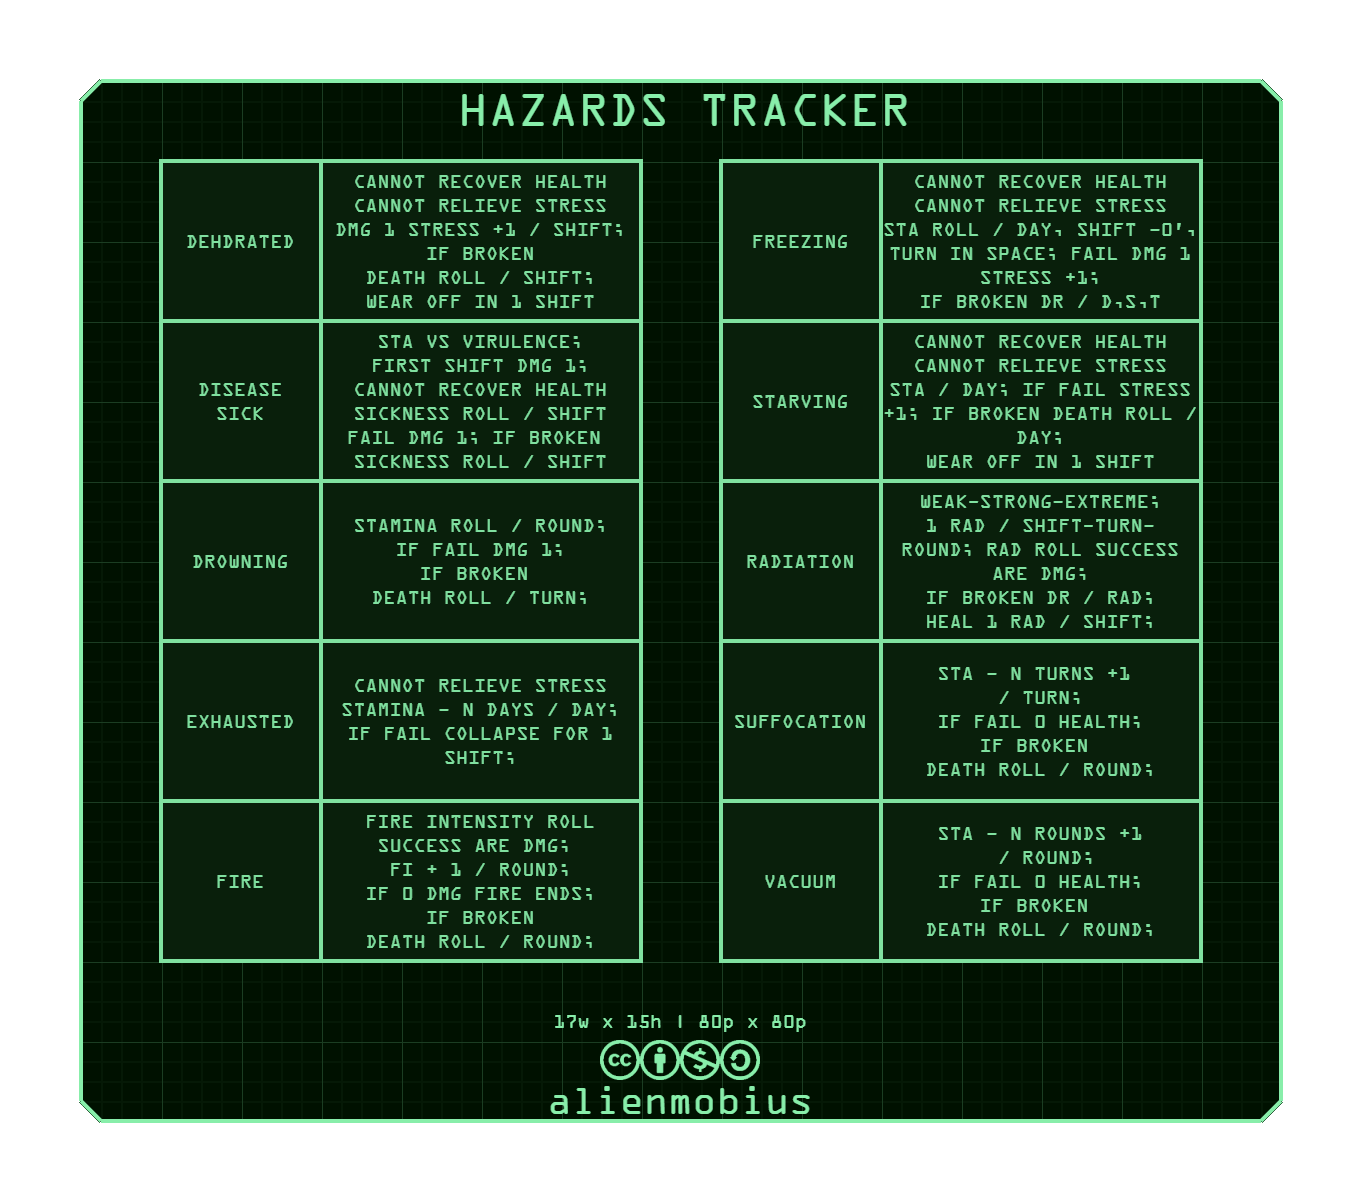 HAZARDS TRACKER
DEHDRATED
CANNOT RECOVER HEALTH
CANNOT RELIEVE STRESS
DMG 1 STRESS +1 / SHIFT;
IF BROKEN
DEATH ROLL / SHIFT;
WEAR OFF IN 1 SHIFT
DISEASE
SICK
STA VS VIRULENCE;
FIRST SHIFT DMG 1;
CANNOT RECOVER HEALTH
SICKNESS ROLL / SHIFT
FAIL DMG 1; IF BROKEN
SICKNESS ROLL / SHIFT
DROWNING
STAMINA ROLL / ROUND;
IF FAIL DMG 1;
IF BROKEN
DEATH ROLL / TURN;
EXHAUSTED
CANNOT RELIEVE STRESS
STAMINA - N DAYS / DAY;
IF FAIL COLLAPSE FOR 1
SHIFT;
FIRE
FIRE INTENSITY ROLL
SUCCESS ARE DMG;
FI + 1 / ROUND;
IF 0 DMG FIRE ENDS;
IF BROKEN
DEATH ROLL / ROUND;
FREEZING
CANNOT RECOVER HEALTH
CANNOT RELIEVE STRESS
STA ROLL / DAY, SHIFT -0',
TURN IN SPACE; FAIL DMG 1
STRESS +1;
IF BROKEN DR / D,S,T
STARVING
CANNOT RECOVER HEALTH
CANNOT RELIEVE STRESS
STA / DAY; IF FAIL STRESS
+1; IF BROKEN DEATH ROLL /
DAY;
WEAR OFF IN 1 SHIFT
RADIATION
WEAK-STRONG-EXTREME;
1 RAD / SHIFT-TURN-
ROUND; RAD ROLL SUCCESS
ARE DMG;
IF BROKEN DR / RAD;
HEAL 1 RAD / SHIFT;
SUFFOCATION
STA - N TURNS +1
/ TURN;
IF FAIL 0 HEALTH;
IF BROKEN
DEATH ROLL / ROUND;
VACUUM
STA - N ROUNDS +1
/ ROUND;
IF FAIL 0 HEALTH;
IF BROKEN
DEATH ROLL / ROUND;
17w x 15h | 80p x 80p
cc
alienmobius